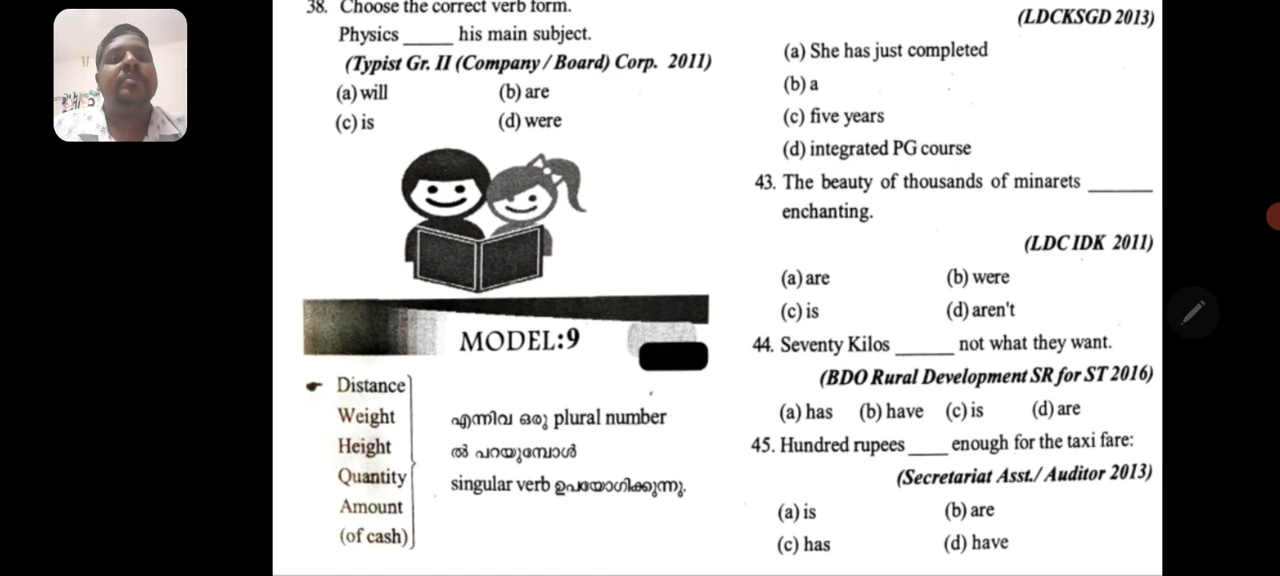 38. Choose the correct verb form.
Physics _____ his main subject.
(Typist Gr. II (Company / Board) Corp. 2011)
(a) will (b) are
(c) is (d) were
MODEL:9
Distance
Weight
Height
Quantity
Amount
(of cash)
എന്നിവ ഒരു plural number
ൽ പറയുമ്പോൾ
singular verb ഉപയോഗിക്കുന്നു.
(LDCKSGD 2013)
(a) She has just completed
(b) a
(c) five years
(d) integrated PG course
43. The beauty of thousands of minarets ______
enchanting.
(LDC IDK 2011)
(a) are (b) were
(c) is (d) aren't
44. Seventy Kilos ______ not what they want.
(BDO Rural Development SR for ST 2016)
(a) has (b) have (c) is (d) are
45. Hundred rupees ____ enough for the taxi fare:
(Secretariat Asst./ Auditor 2013)
(a) is (b) are
(c) has (d) have